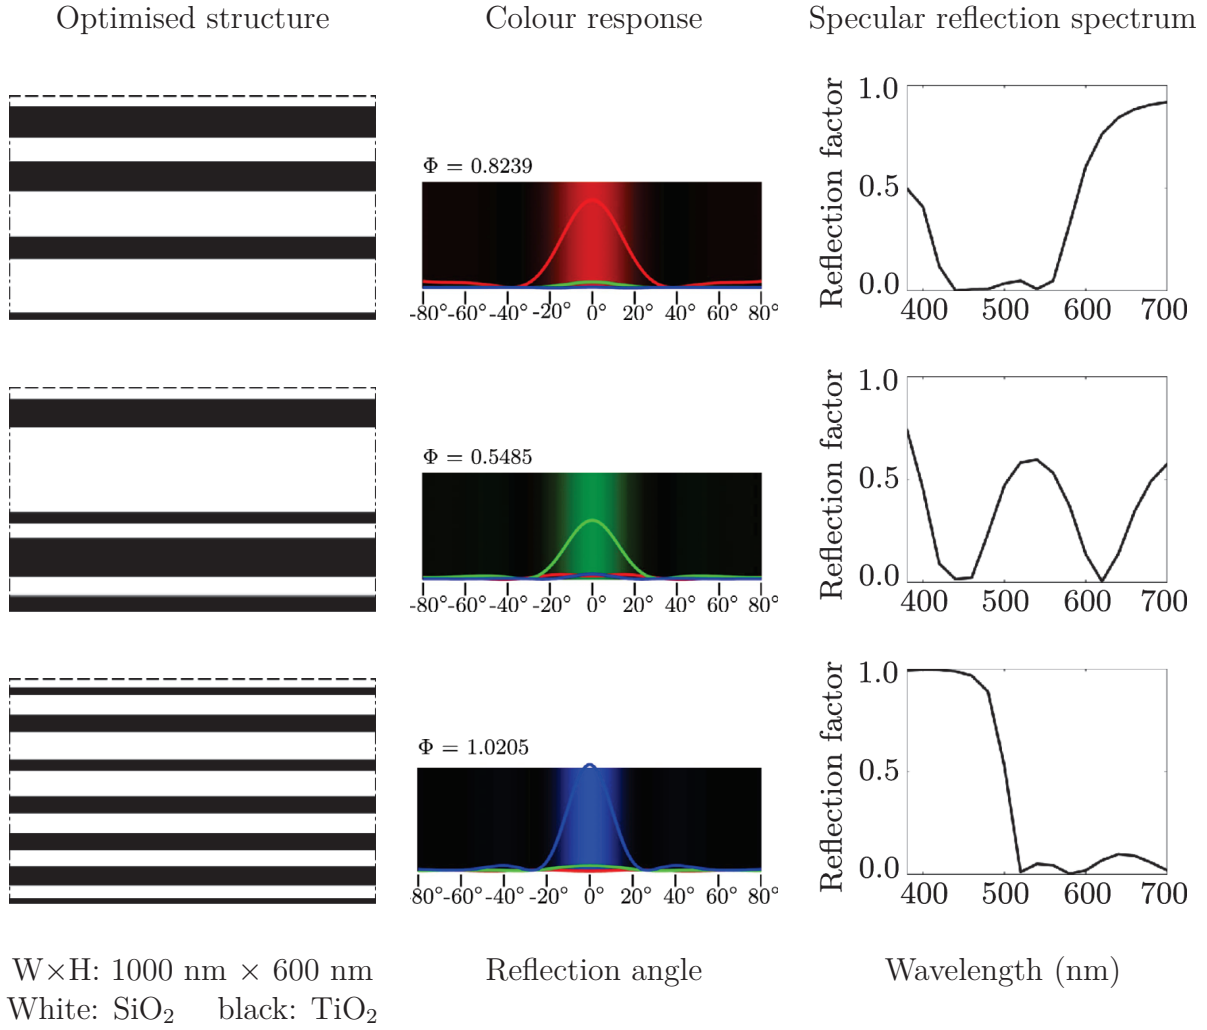 Optimised structure
Colour response
Specular reflection spectrum
Φ = 0.8239
-80°-60° -40° -20° 0° 20° 40° 60° 80°
Reflection factor
1.0
0.5
0.0
400 500 600 700
Φ = 0.5485
-80° -60° -40° -20° 0° 20° 40° 60° 80°
Reflection factor
1.0
0.5
0.0
400 500 600 700
Φ = 1.0205
80° -60° -40° -20° 0° 20° 40° 60° 80°
Reflection factor
1.0
0.5
0.0
400 500 600 700
W×H: 1000 nm × 600 nm
White: SiO₂ black: TiO₂
Reflection angle
Wavelength (nm)